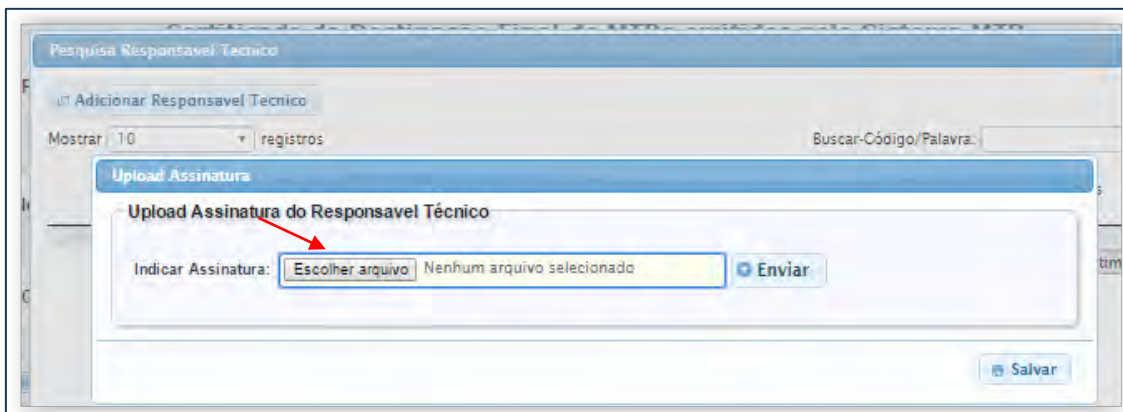 Pesquisa Responsavel Tecnico
Adicionar Responsavel Tecnico
Mostrar 10 registros
Buscar-Código/Palavra:
Upload Assinatura
Upload Assinatura do Responsavel Técnico
Indicar Assinatura: Escolher arquivo Nenhum arquivo selecionado Enviar
Salvar